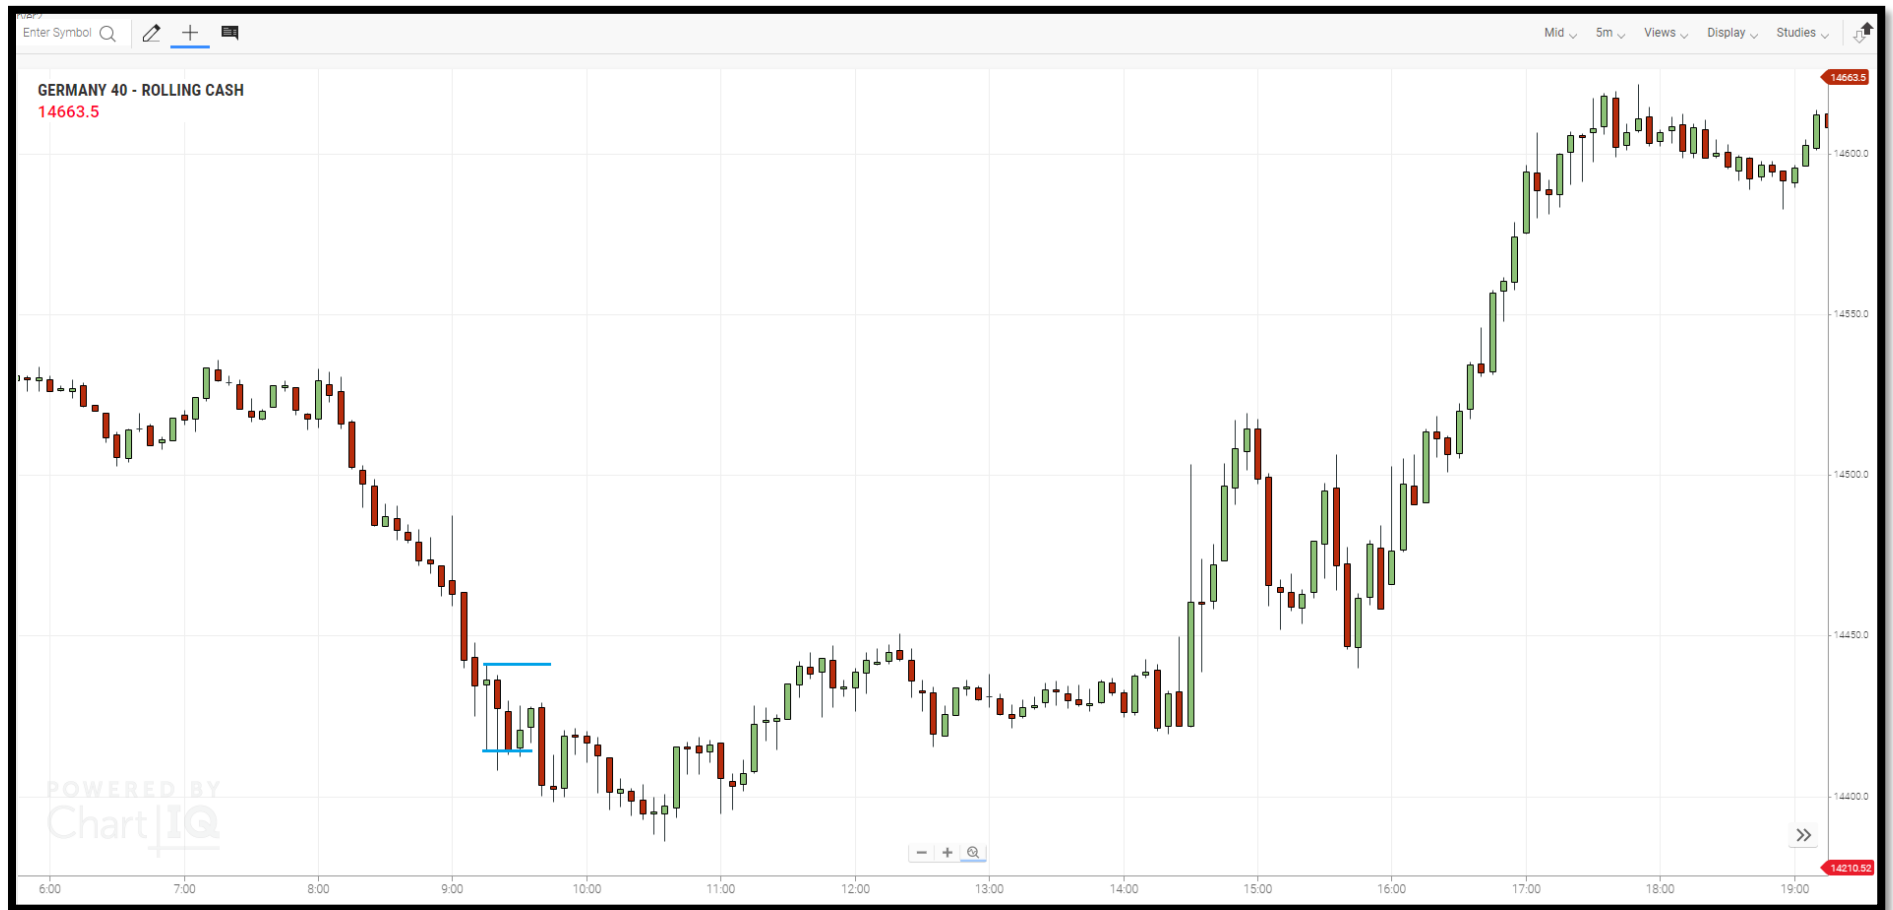 Enter Symbol
Mid
5m
Views
Display
Studies
GERMANY 40 - ROLLING CASH
14663.5
14663.5
14600.0
14550.0
14500.0
14450.0
14400.0
14210.52
POWERED BY
Chart IQ
6:00 7:00 8:00 9:00 10:00 11:00 12:00 13:00 14:00 15:00 16:00 17:00 18:00 19:00